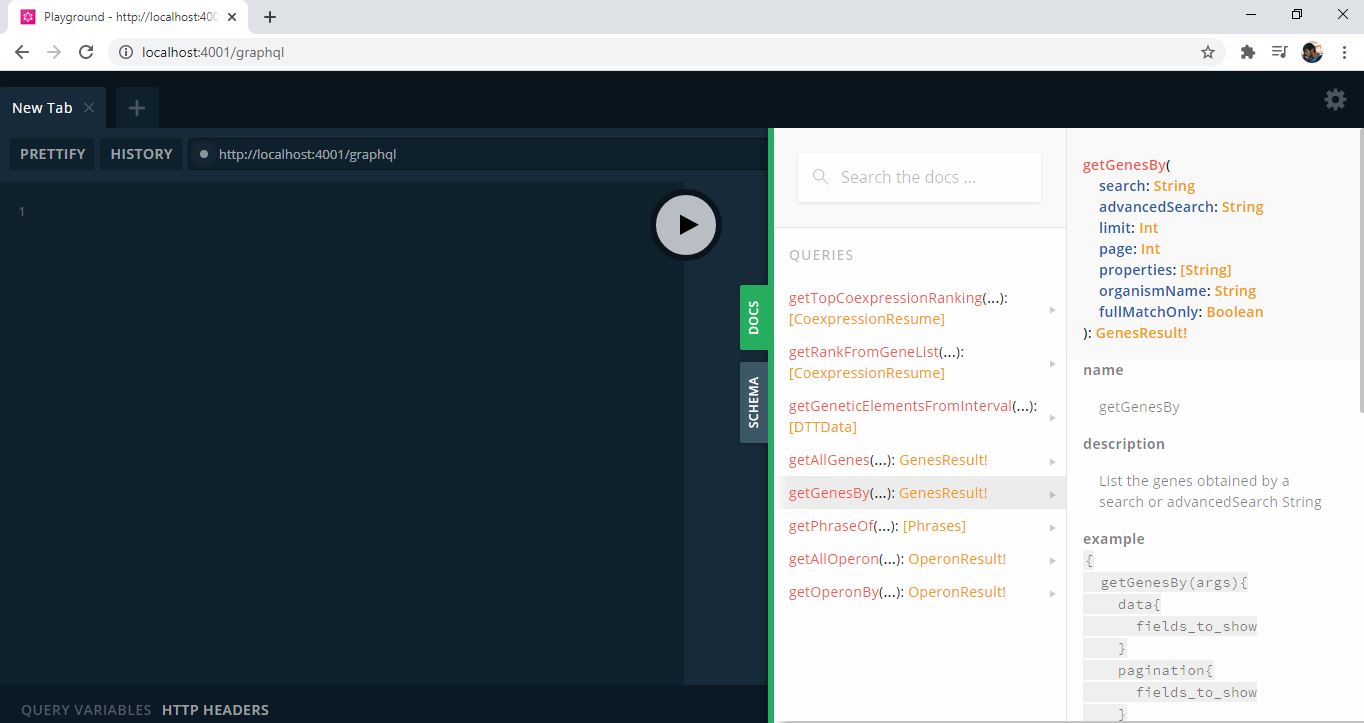 Playground - http://localhost:400
localhost:4001/graphql
New Tab
PRETTIFY
HISTORY
http://localhost:4001/graphql
1
DOCS
SCHEMA
QUERY VARIABLES
HTTP HEADERS
Search the docs ...
QUERIES
getTopCoexpressionRanking(...):
[CoexpressionResume]
getRankFromGeneList(...):
[CoexpressionResume]
getGeneticElementsFromInterval(...):
[DTTData]
getAllGenes(...): GenesResult!
getGenesBy(...): GenesResult!
getPhraseOf(...): [Phrases]
getAllOperon(...): OperonResult!
getOperonBy(...): OperonResult!
getGenesBy(
search: String
advancedSearch: String
limit: Int
page: Int
properties: [String]
organismName: String
fullMatchOnly: Boolean
): GenesResult!
name
getGenesBy
description
List the genes obtained by a
search or advancedSearch String
example
{
getGenesBy(args){
data{
fields_to_show
}
pagination{
fields_to_show
}